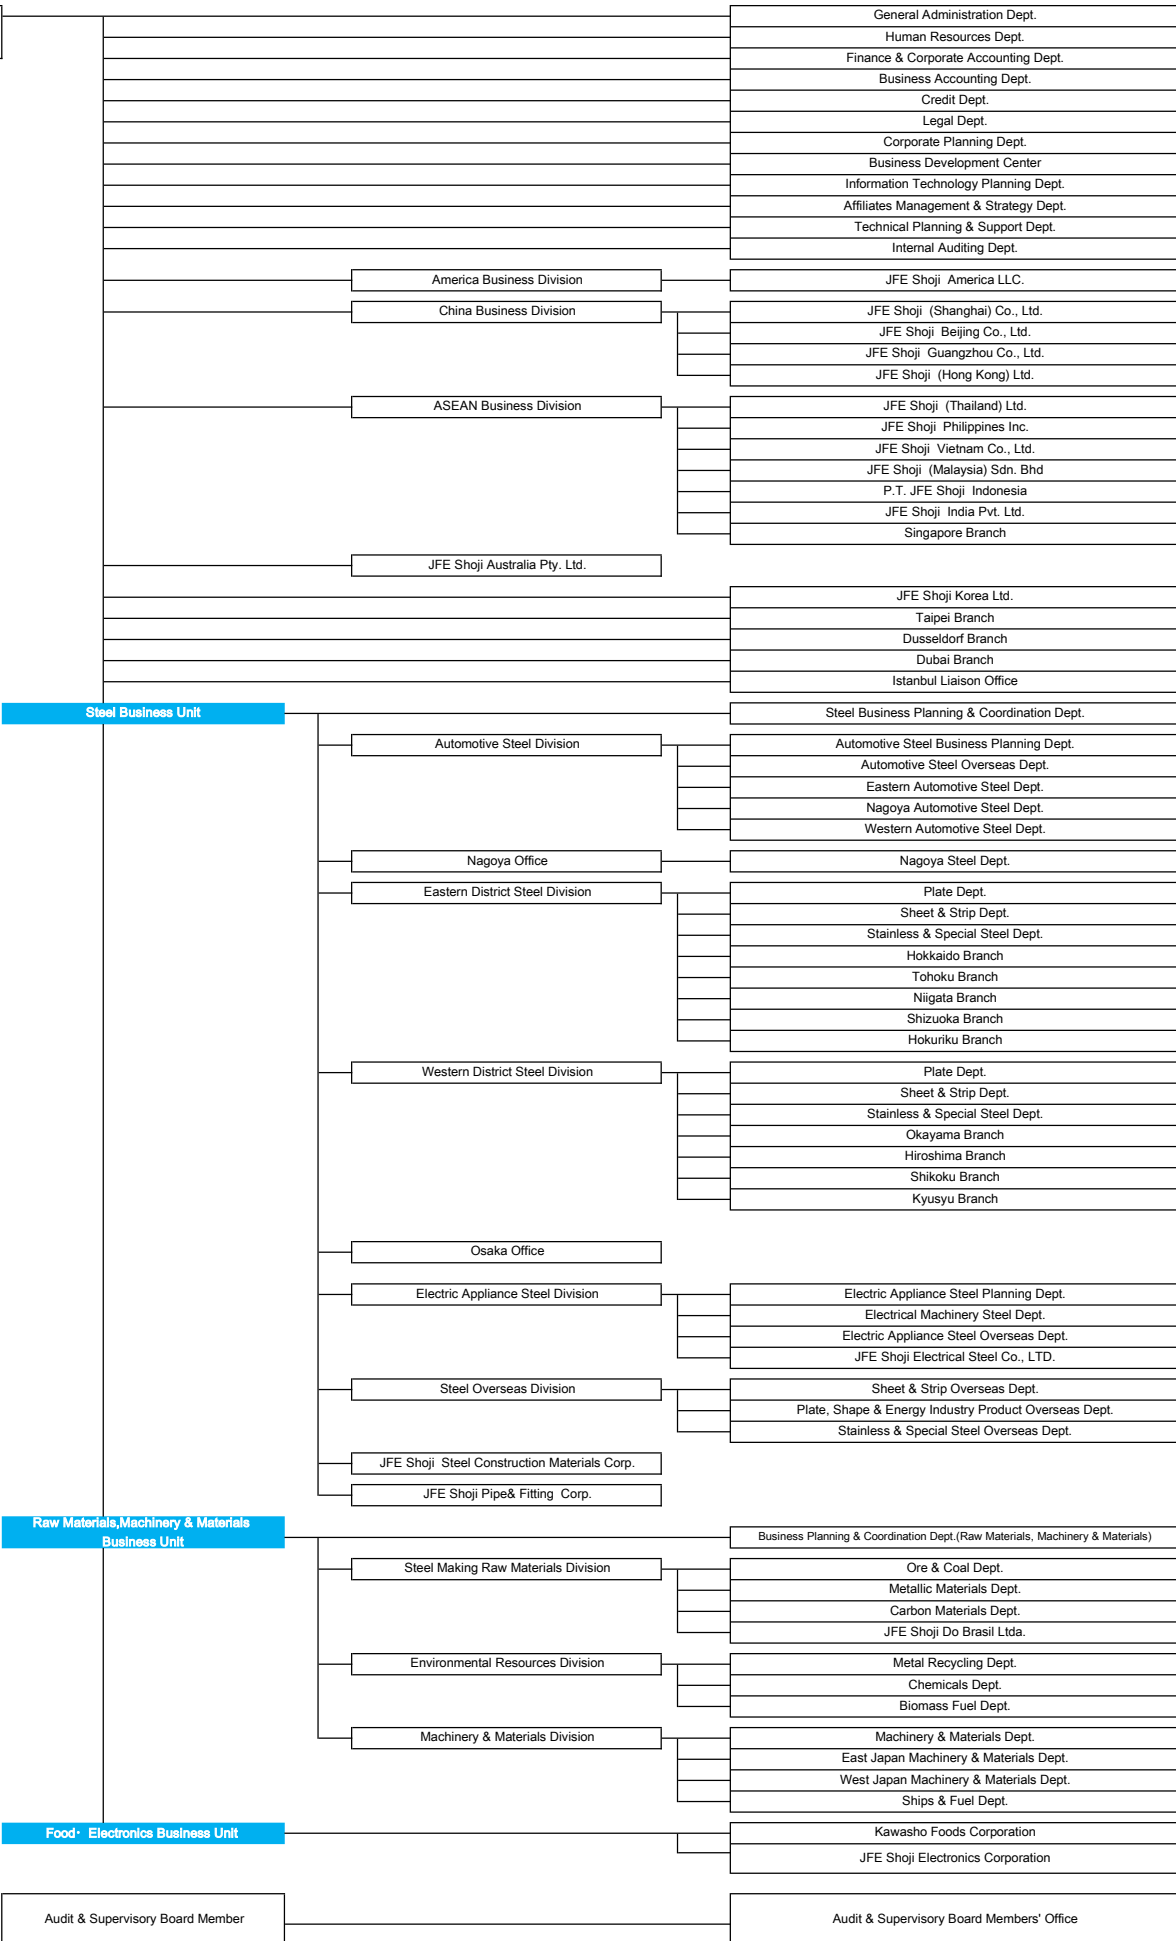 General Administration Dept.
Human Resources Dept.
Finance & Corporate Accounting Dept.
Business Accounting Dept.
Credit Dept.
Legal Dept.
Corporate Planning Dept.
Business Development Center
Information Technology Planning Dept.
Affiliates Management & Strategy Dept.
Technical Planning & Support Dept.
Internal Auditing Dept.
America Business Division
JFE Shoji America LLC.
China Business Division
JFE Shoji (Shanghai) Co., Ltd.
JFE Shoji Beijing Co., Ltd.
JFE Shoji Guangzhou Co., Ltd.
JFE Shoji (Hong Kong) Ltd.
ASEAN Business Division
JFE Shoji (Thailand) Ltd.
JFE Shoji Philippines Inc.
JFE Shoji Vietnam Co., Ltd.
JFE Shoji (Malaysia) Sdn. Bhd
P.T. JFE Shoji Indonesia
JFE Shoji India Pvt. Ltd.
Singapore Branch
JFE Shoji Australia Pty. Ltd.
JFE Shoji Korea Ltd.
Taipei Branch
Dusseldorf Branch
Dubai Branch
Istanbul Liaison Office
Steel Business Unit
Steel Business Planning & Coordination Dept.
Automotive Steel Division
Automotive Steel Business Planning Dept.
Automotive Steel Overseas Dept.
Eastern Automotive Steel Dept.
Nagoya Automotive Steel Dept.
Western Automotive Steel Dept.
Nagoya Office
Nagoya Steel Dept.
Eastern District Steel Division
Plate Dept.
Sheet & Strip Dept.
Stainless & Special Steel Dept.
Hokkaido Branch
Tohoku Branch
Niigata Branch
Shizuoka Branch
Hokuriku Branch
Western District Steel Division
Plate Dept.
Sheet & Strip Dept.
Stainless & Special Steel Dept.
Okayama Branch
Hiroshima Branch
Shikoku Branch
Kyusyu Branch
Osaka Office
Electric Appliance Steel Division
Electric Appliance Steel Planning Dept.
Electrical Machinery Steel Dept.
Electric Appliance Steel Overseas Dept.
JFE Shoji Electrical Steel Co., LTD.
Steel Overseas Division
Sheet & Strip Overseas Dept.
Plate, Shape & Energy Industry Product Overseas Dept.
Stainless & Special Steel Overseas Dept.
JFE Shoji Steel Construction Materials Corp.
JFE Shoji Pipe& Fitting Corp.
Raw Materials,Machinery & Materials
Business Unit
Business Planning & Coordination Dept.(Raw Materials, Machinery & Materials)
Steel Making Raw Materials Division
Ore & Coal Dept.
Metallic Materials Dept.
Carbon Materials Dept.
JFE Shoji Do Brasil Ltda.
Environmental Resources Division
Metal Recycling Dept.
Chemicals Dept.
Biomass Fuel Dept.
Machinery & Materials Division
Machinery & Materials Dept.
East Japan Machinery & Materials Dept.
West Japan Machinery & Materials Dept.
Ships & Fuel Dept.
Food・ Electronics Business Unit
Kawasho Foods Corporation
JFE Shoji Electronics Corporation
Audit & Supervisory Board Member
Audit & Supervisory Board Members' Office